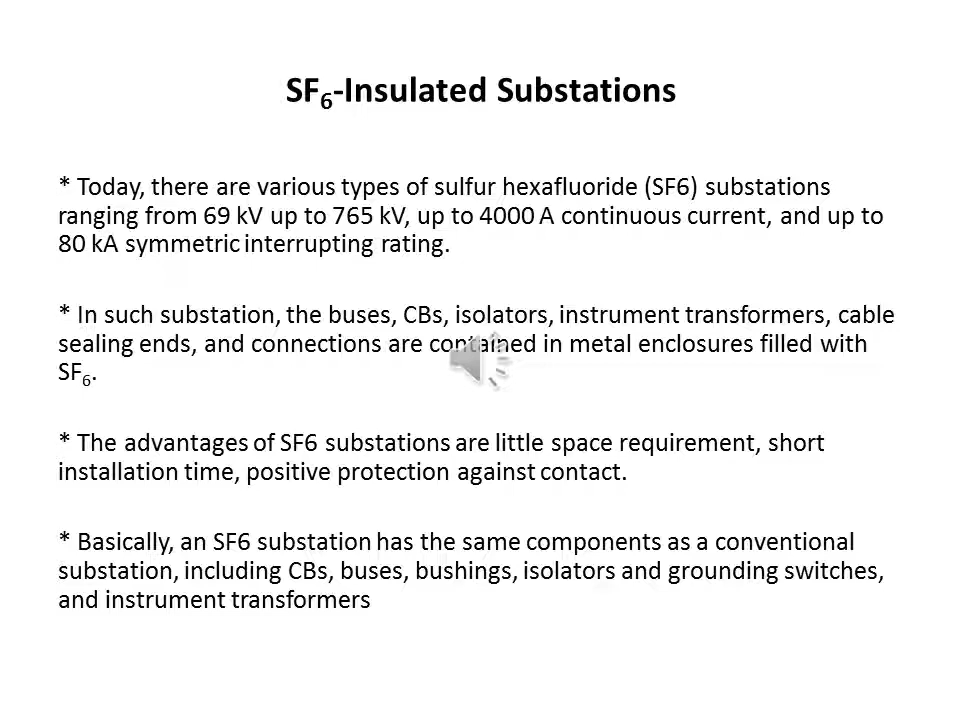 SF₆-Insulated Substations
* Today, there are various types of sulfur hexafluoride (SF6) substations
ranging from 69 kV up to 765 kV, up to 4000 A continuous current, and up to
80 kA symmetric interrupting rating.
* In such substation, the buses, CBs, isolators, instrument transformers, cable
sealing ends, and connections are contained in metal enclosures filled with
SF₆.
* The advantages of SF6 substations are little space requirement, short
installation time, positive protection against contact.
* Basically, an SF6 substation has the same components as a conventional
substation, including CBs, buses, bushings, isolators and grounding switches,
and instrument transformers